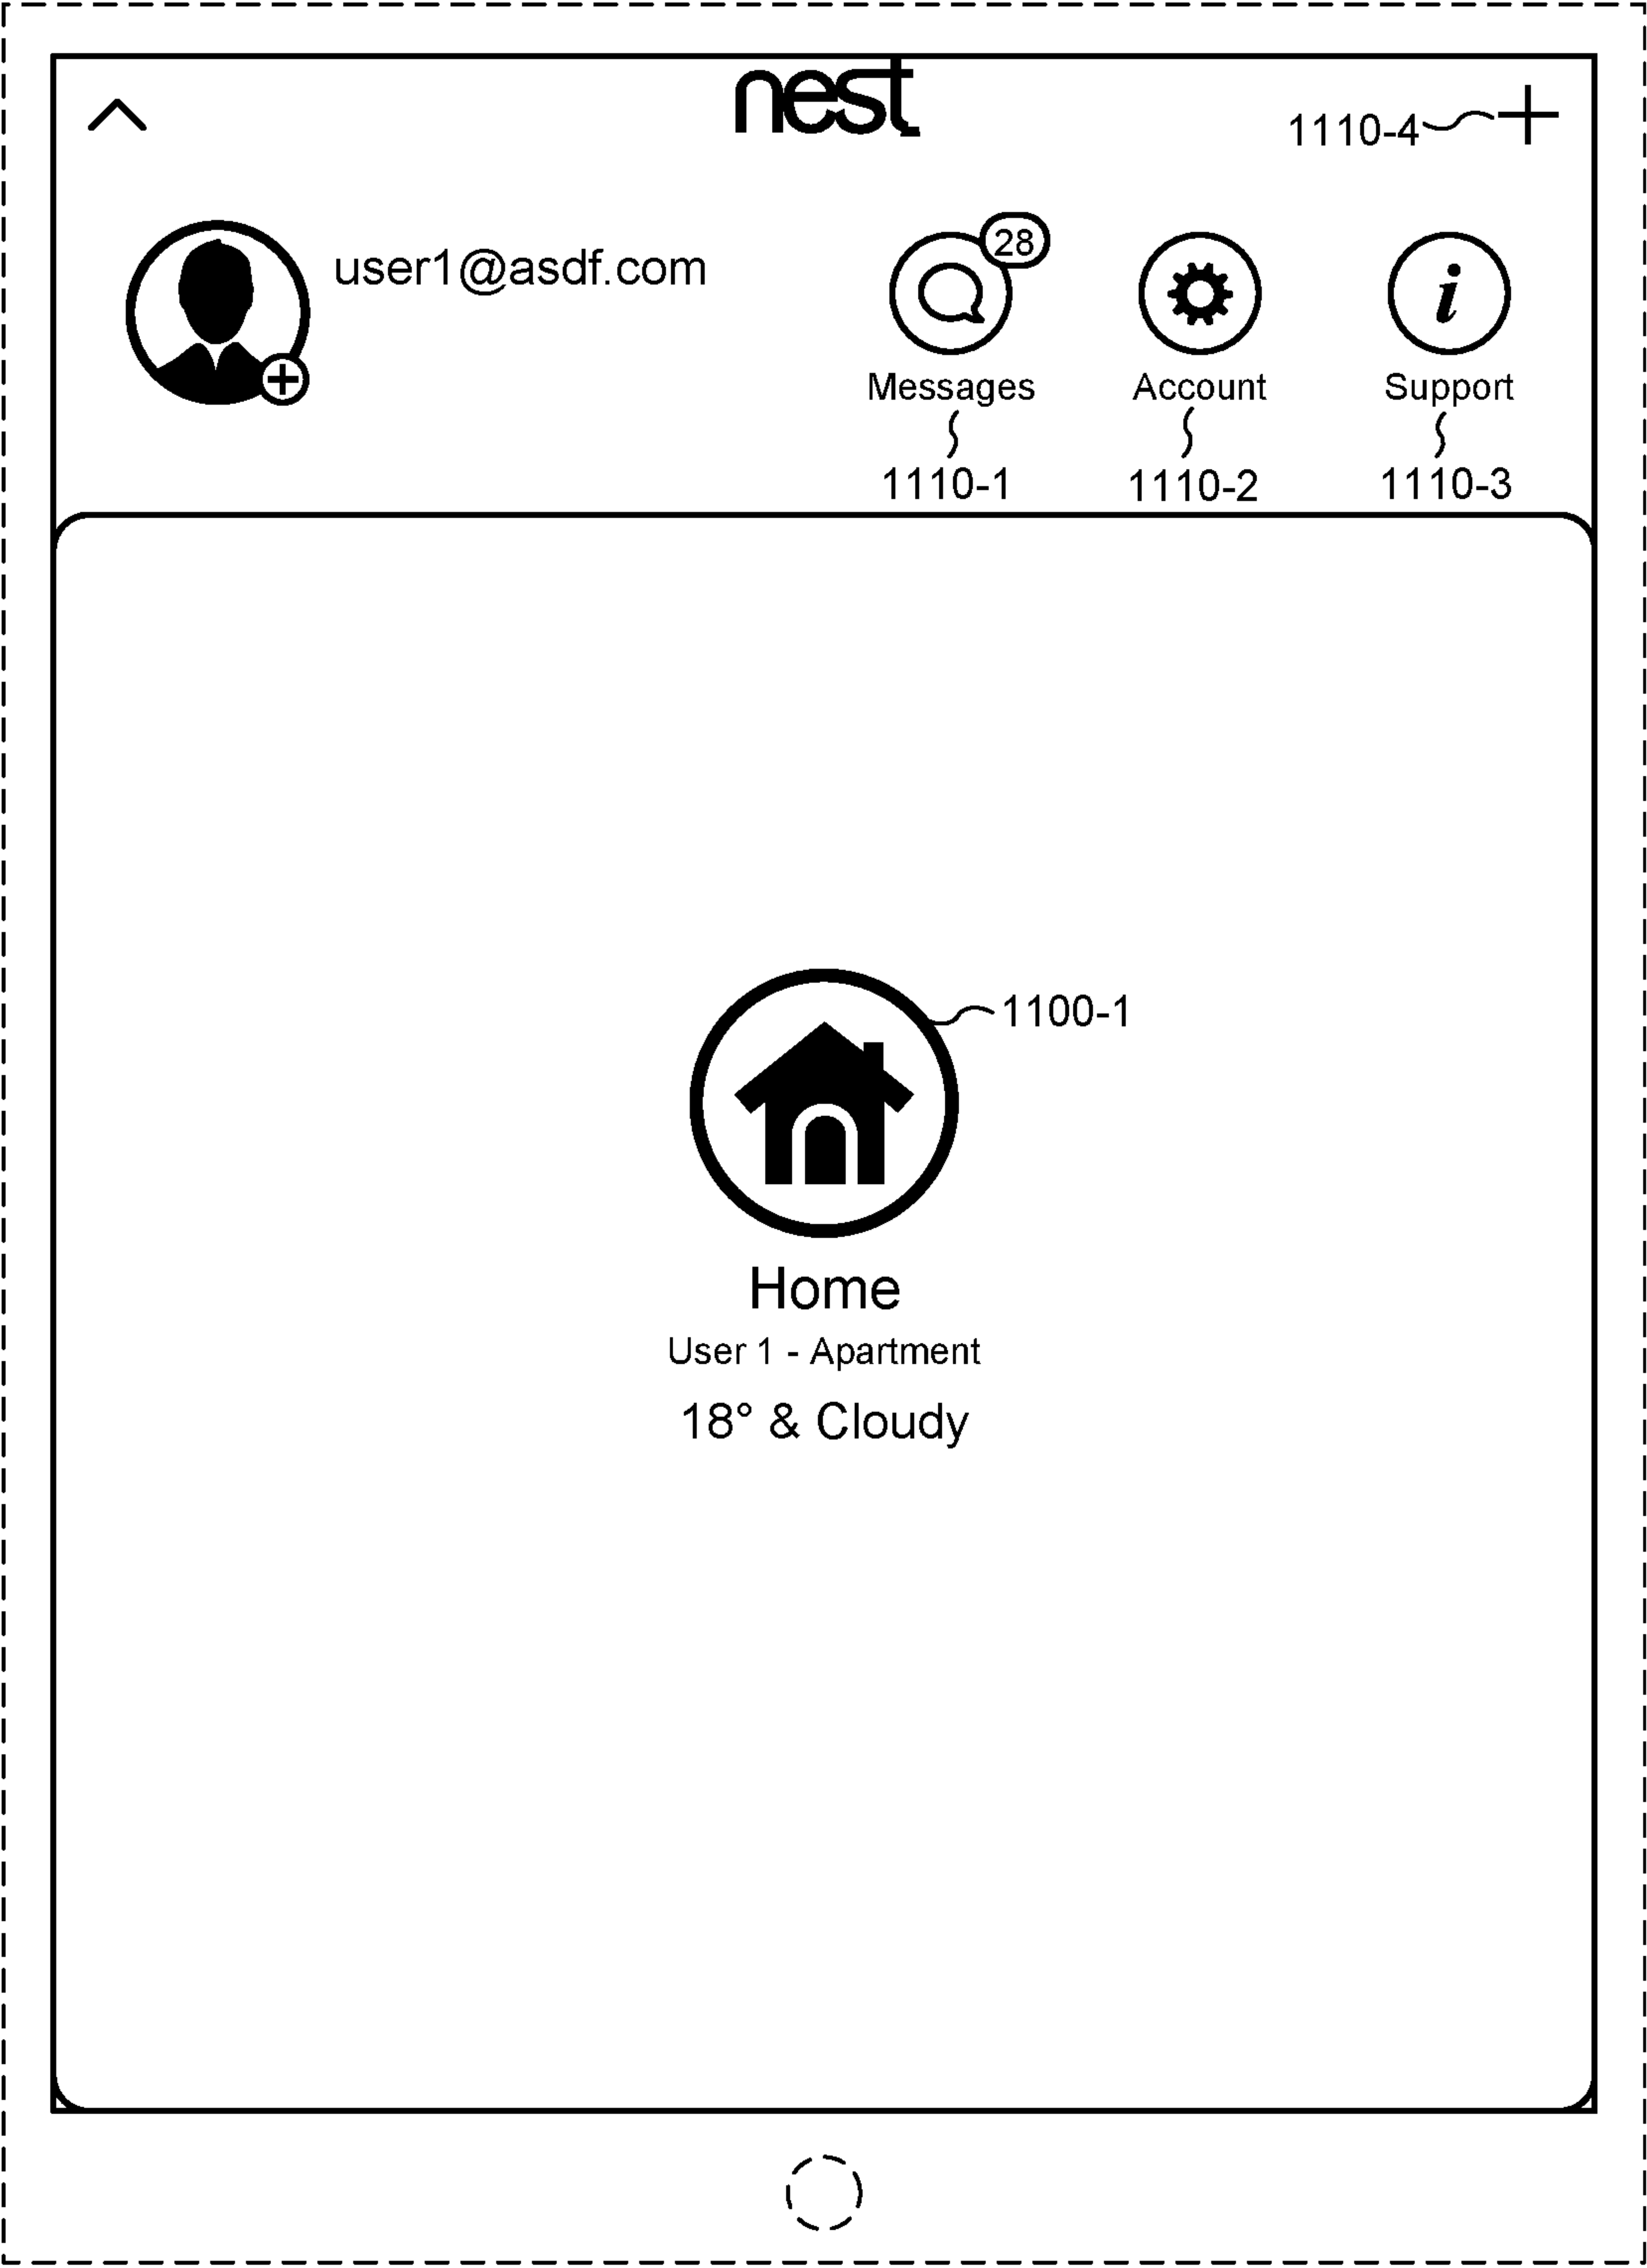 nest
1110-4
user1@asdf.com
28
Messages
Account
Support
1110-1
1110-2
1110-3
1100-1
Home
User 1 - Apartment
18° & Cloudy